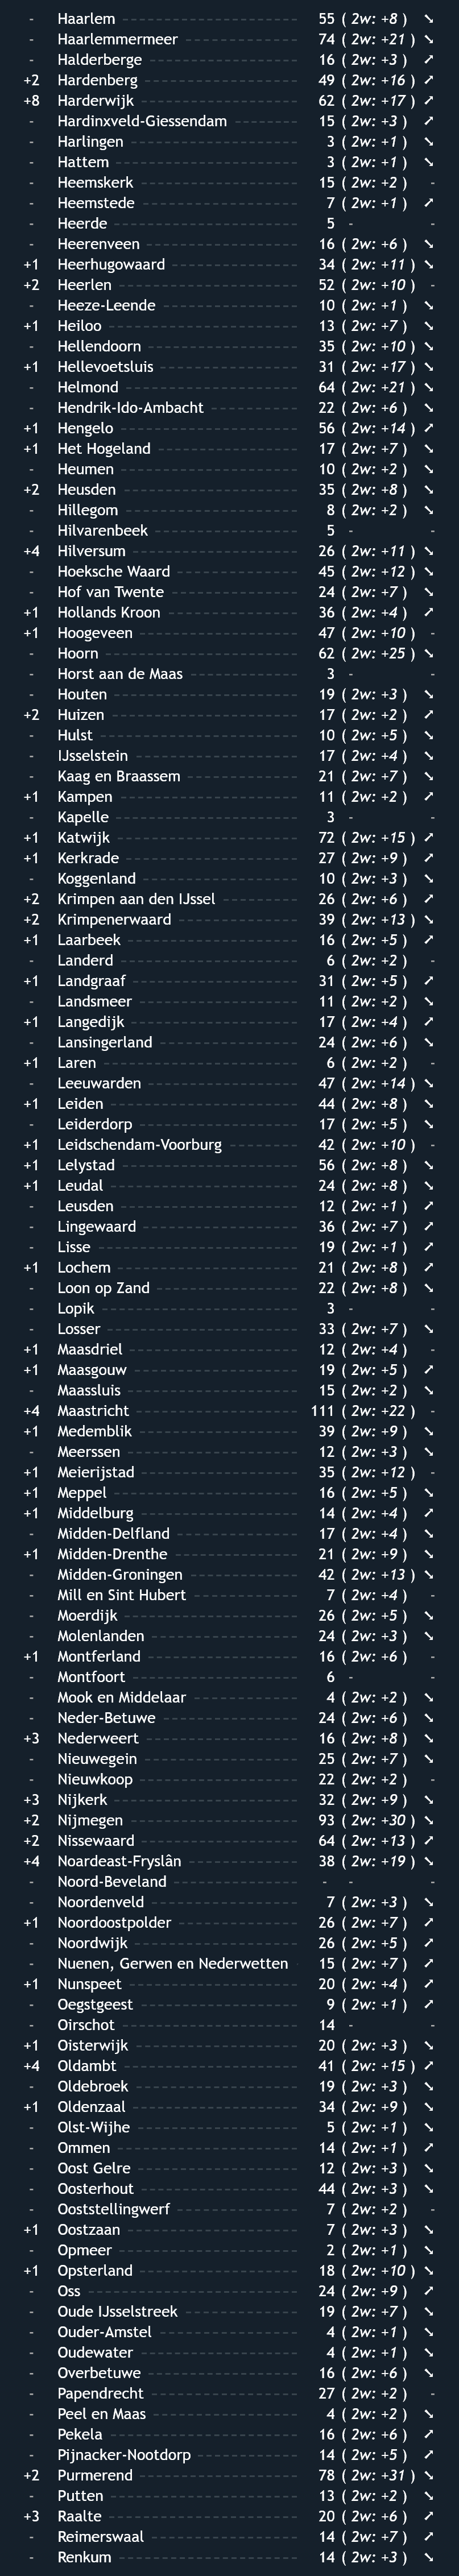 - Haarlem 55 ( 2w: +8 ) ↘
- Haarlemmermeer 74 ( 2w: +21 ) ↘
- Halderberge 16 ( 2w: +3 ) ↗
+2 Hardenberg 49 ( 2w: +16 ) ↗
+8 Harderwijk 62 ( 2w: +17 ) ↗
- Hardinxveld-Giessendam 15 ( 2w: +3 ) ↗
- Harlingen 3 ( 2w: +1 ) ↘
- Hattem 3 ( 2w: +1 ) ↘
- Heemskerk 15 ( 2w: +2 ) -
- Heemstede 7 ( 2w: +1 ) ↗
- Heerde 5 - -
- Heerenveen 16 ( 2w: +6 ) ↘
+1 Heerhugowaard 34 ( 2w: +11 ) ↘
+2 Heerlen 52 ( 2w: +10 ) -
- Heeze-Leende 10 ( 2w: +1 ) ↘
+1 Heiloo 13 ( 2w: +7 ) ↘
- Hellendoorn 35 ( 2w: +10 ) ↘
+1 Hellevoetsluis 31 ( 2w: +17 ) ↘
- Helmond 64 ( 2w: +21 ) ↘
- Hendrik-Ido-Ambacht 22 ( 2w: +6 ) ↘
+1 Hengelo 56 ( 2w: +14 ) ↗
+1 Het Hogeland 17 ( 2w: +7 ) ↘
- Heumen 10 ( 2w: +2 ) ↘
+2 Heusden 35 ( 2w: +8 ) ↘
- Hillegom 8 ( 2w: +2 ) ↘
- Hilvarenbeek 5 - -
+4 Hilversum 26 ( 2w: +11 ) ↘
- Hoeksche Waard 45 ( 2w: +12 ) ↘
- Hof van Twente 24 ( 2w: +7 ) ↘
+1 Hollands Kroon 36 ( 2w: +4 ) ↗
+1 Hoogeveen 47 ( 2w: +10 ) -
- Hoorn 62 ( 2w: +25 ) ↘
- Horst aan de Maas 3 - -
- Houten 19 ( 2w: +3 ) ↘
+2 Huizen 17 ( 2w: +2 ) ↗
- Hulst 10 ( 2w: +5 ) ↘
- IJsselstein 17 ( 2w: +4 ) ↘
- Kaag en Braassem 21 ( 2w: +7 ) ↘
+1 Kampen 11 ( 2w: +2 ) ↗
- Kapelle 3 - -
+1 Katwijk 72 ( 2w: +15 ) ↗
+1 Kerkrade 27 ( 2w: +9 ) ↗
- Koggenland 10 ( 2w: +3 ) ↘
+2 Krimpen aan den IJssel 26 ( 2w: +6 ) ↗
+2 Krimpenerwaard 39 ( 2w: +13 ) ↘
+1 Laarbeek 16 ( 2w: +5 ) ↗
- Landerd 6 ( 2w: +2 ) -
+1 Landgraaf 31 ( 2w: +5 ) ↗
- Landsmeer 11 ( 2w: +2 ) ↘
+1 Langedijk 17 ( 2w: +4 ) ↗
- Lansingerland 24 ( 2w: +6 ) ↘
+1 Laren 6 ( 2w: +2 ) -
- Leeuwarden 47 ( 2w: +14 ) ↘
+1 Leiden 44 ( 2w: +8 ) ↘
- Leiderdorp 17 ( 2w: +5 ) ↘
+1 Leidschendam-Voorburg 42 ( 2w: +10 ) -
+1 Lelystad 56 ( 2w: +8 ) ↘
+1 Leudal 24 ( 2w: +8 ) ↘
- Leusden 12 ( 2w: +1 ) ↗
- Lingewaard 36 ( 2w: +7 ) ↗
- Lisse 19 ( 2w: +1 ) ↗
+1 Lochem 21 ( 2w: +8 ) ↗
- Loon op Zand 22 ( 2w: +8 ) ↘
- Lopik 3 - -
- Losser 33 ( 2w: +7 ) ↘
+1 Maasdriel 12 ( 2w: +4 ) -
+1 Maasgouw 19 ( 2w: +5 ) ↗
- Maassluis 15 ( 2w: +2 ) ↘
+4 Maastricht 111 ( 2w: +22 ) -
+1 Medemblik 39 ( 2w: +9 ) ↘
- Meerssen 12 ( 2w: +3 ) ↘
+1 Meierijstad 35 ( 2w: +12 ) -
+1 Meppel 16 ( 2w: +5 ) ↘
+1 Middelburg 14 ( 2w: +4 ) ↗
- Midden-Delfland 17 ( 2w: +4 ) ↘
+1 Midden-Drenthe 21 ( 2w: +9 ) ↘
- Midden-Groningen 42 ( 2w: +13 ) ↘
- Mill en Sint Hubert 7 ( 2w: +4 ) -
- Moerdijk 26 ( 2w: +5 ) ↘
- Molenlanden 24 ( 2w: +3 ) ↘
+1 Montferland 16 ( 2w: +6 ) -
- Montfoort 6 - -
- Mook en Middelaar 4 ( 2w: +2 ) ↘
- Neder-Betuwe 24 ( 2w: +6 ) ↘
+3 Nederweert 16 ( 2w: +8 ) ↘
- Nieuwegein 25 ( 2w: +7 ) ↘
- Nieuwkoop 22 ( 2w: +2 ) -
+3 Nijkerk 32 ( 2w: +9 ) ↘
+2 Nijmegen 93 ( 2w: +30 ) ↘
+2 Nissewaard 64 ( 2w: +13 ) ↗
+4 Noardeast-Fryslân 38 ( 2w: +19 ) ↘
- Noord-Beveland - - -
- Noordenveld 7 ( 2w: +3 ) ↘
+1 Noordoostpolder 26 ( 2w: +7 ) ↗
- Noordwijk 26 ( 2w: +5 ) ↗
- Nuenen, Gerwen en Nederwetten 15 ( 2w: +7 ) ↗
+1 Nunspeet 20 ( 2w: +4 ) ↗
- Oegstgeest 9 ( 2w: +1 ) ↗
- Oirschot 14 - -
+1 Oisterwijk 20 ( 2w: +3 ) ↘
+4 Oldambt 41 ( 2w: +15 ) ↗
- Oldebroek 19 ( 2w: +3 ) ↘
+1 Oldenzaal 34 ( 2w: +9 ) ↘
- Olst-Wijhe 5 ( 2w: +1 ) ↘
- Ommen 14 ( 2w: +1 ) ↗
- Oost Gelre 12 ( 2w: +3 ) ↘
- Oosterhout 44 ( 2w: +3 ) ↘
- Ooststellingwerf 7 ( 2w: +2 ) -
+1 Oostzaan 7 ( 2w: +3 ) ↘
- Opmeer 2 ( 2w: +1 ) ↘
+1 Opsterland 18 ( 2w: +10 ) ↘
- Oss 24 ( 2w: +9 ) ↗
- Oude IJsselstreek 19 ( 2w: +7 ) ↘
- Ouder-Amstel 4 ( 2w: +1 ) ↘
- Oudewater 4 ( 2w: +1 ) ↘
- Overbetuwe 16 ( 2w: +6 ) ↘
- Papendrecht 27 ( 2w: +2 ) -
- Peel en Maas 4 ( 2w: +2 ) ↘
- Pekela 16 ( 2w: +6 ) ↗
- Pijnacker-Nootdorp 14 ( 2w: +5 ) ↗
+2 Purmerend 78 ( 2w: +31 ) ↘
- Putten 13 ( 2w: +2 ) ↘
+3 Raalte 20 ( 2w: +6 ) ↗
- Reimerswaal 14 ( 2w: +7 ) ↗
- Renkum 14 ( 2w: +3 ) ↘